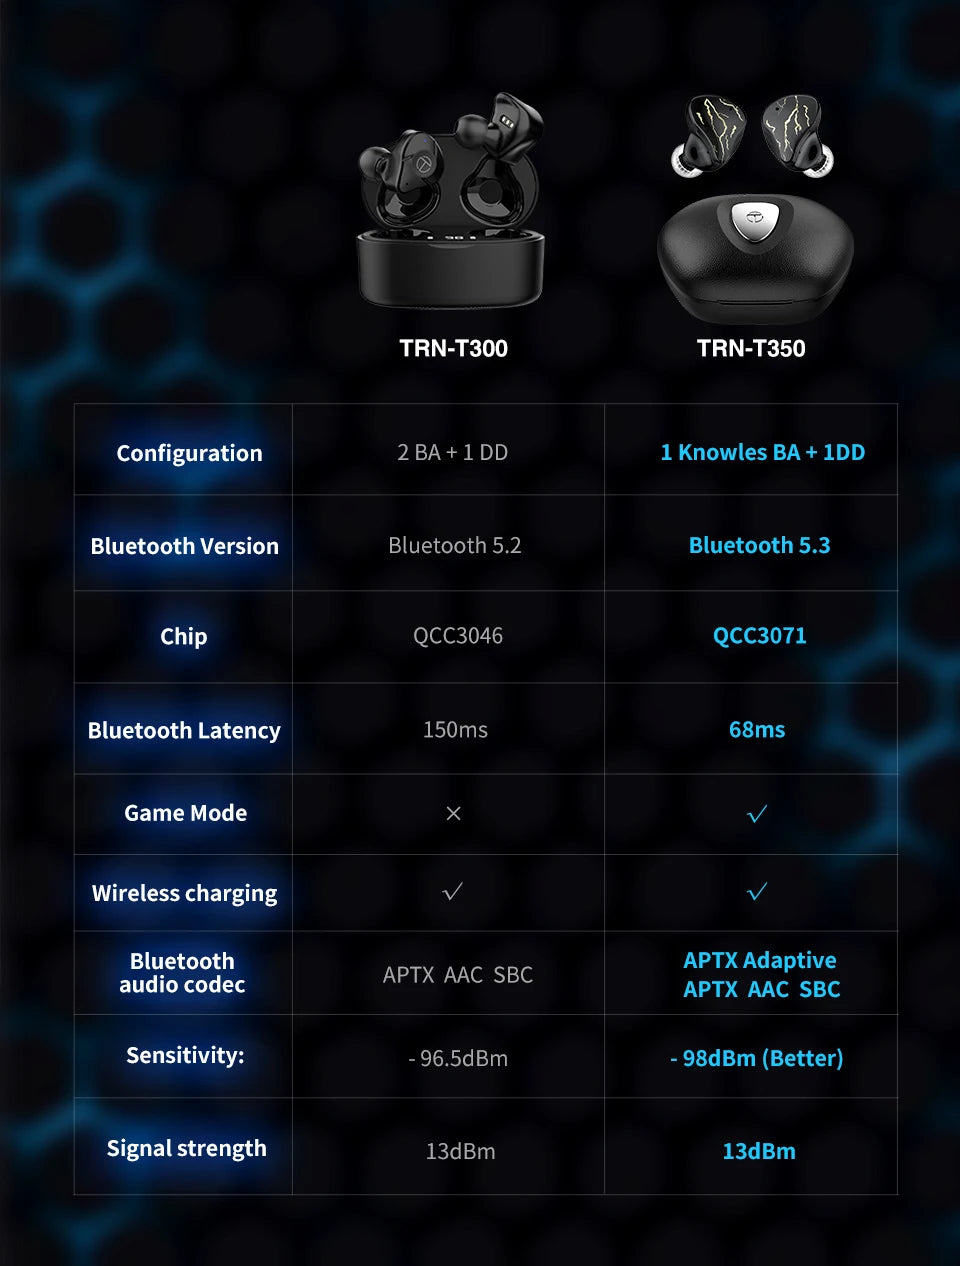 TRN-T300
TRN-T350
Configuration
2 BA + 1 DD
1 Knowles BA + 1DD
Bluetooth Version
Bluetooth 5.2
Bluetooth 5.3
Chip
QCC3046
QCC3071
Bluetooth Latency
150ms
68ms
Game Mode
×
√
Wireless charging
√
√
Bluetooth
audio codec
APTX AAC SBC
APTX Adaptive
APTX AAC SBC
Sensitivity:
- 96.5dBm
- 98dBm (Better)
Signal strength
13dBm
13dBm